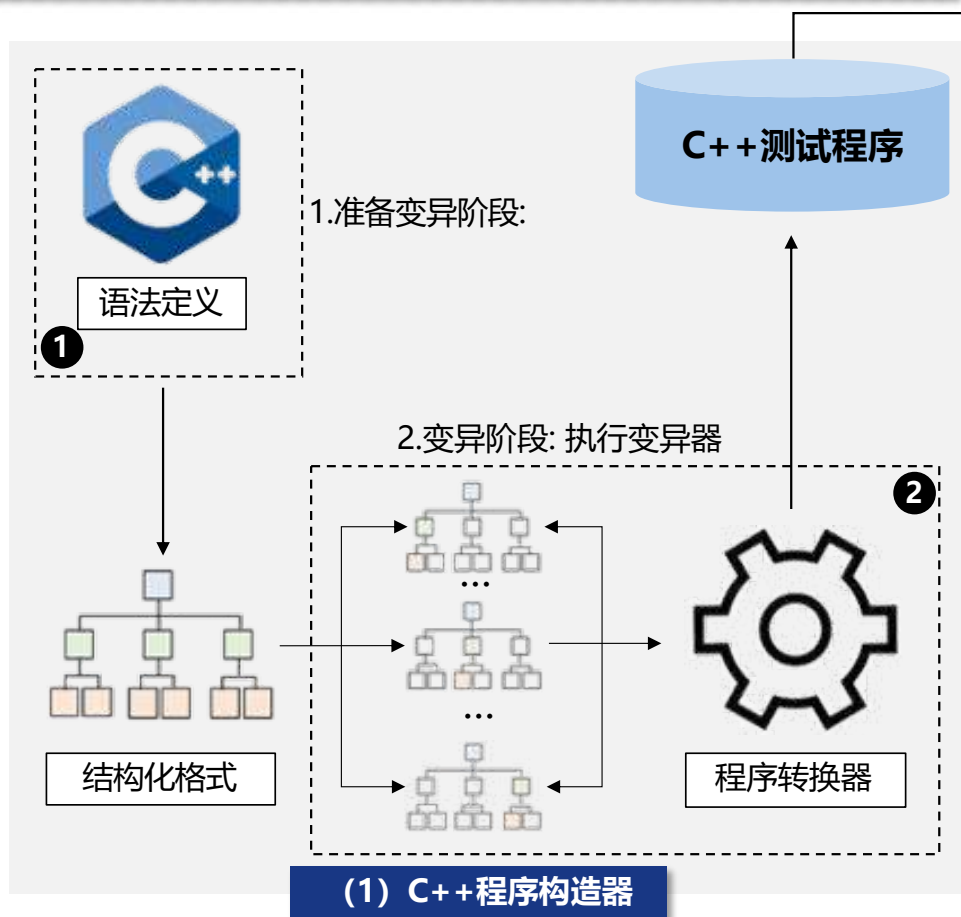 C++测试程序
C++
1.准备变异阶段:
语法定义
1
2.变异阶段: 执行变异器
2
...
...
结构化格式
程序转换器
(1) C++程序构造器